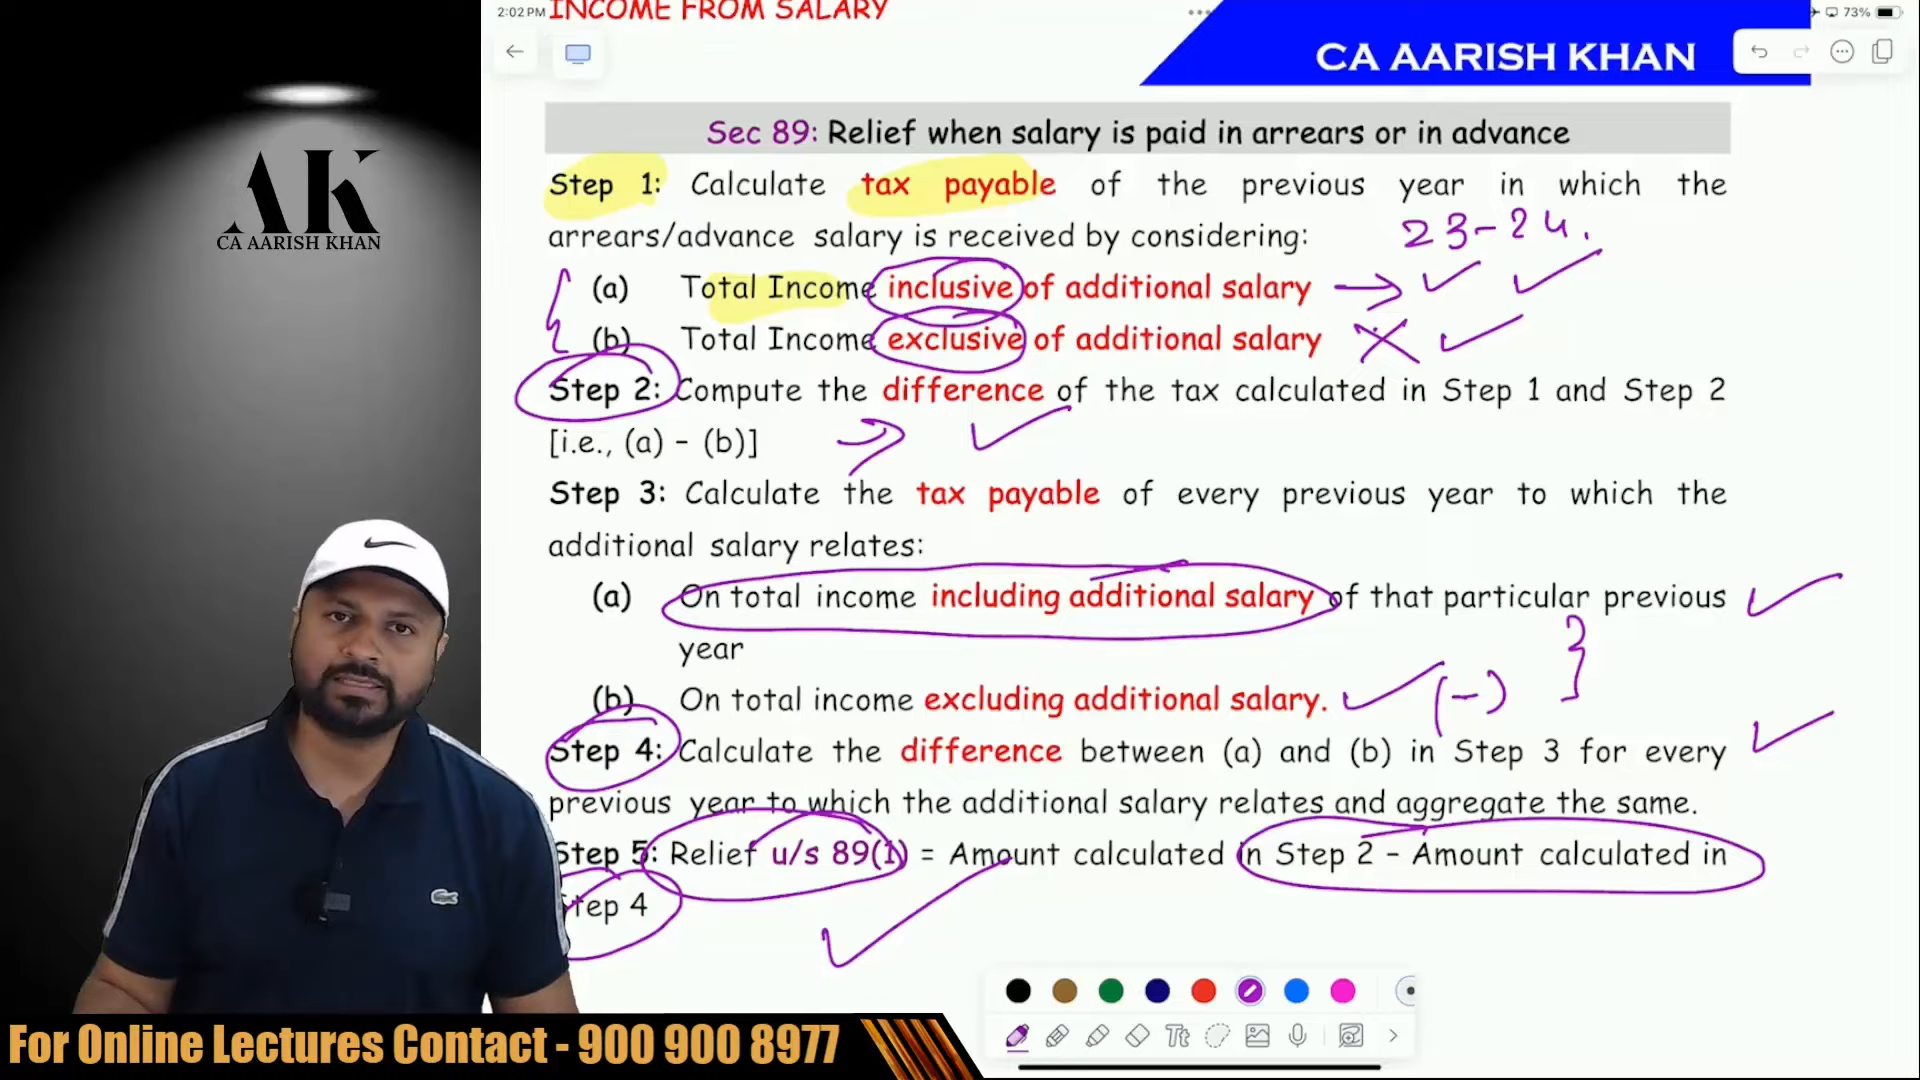 2:02 PM INCOME FROM SALARY
73%
CA AARISH KHAN
AK
CA AARISH KHAN
Sec 89: Relief when salary is paid in arrears or in advance
Step 1: Calculate tax payable of the previous year in which the
arrears/advance salary is received by considering:
23-24.
(a) Total Income inclusive of additional salary
(b) Total Income exclusive of additional salary
Step 2: Compute the difference of the tax calculated in Step 1 and Step 2
[i.e., (a) - (b)]
Step 3: Calculate the tax payable of every previous year to which the
additional salary relates:
(a) On total income including additional salary of that particular previous
year
(b) On total income excluding additional salary. (-)
Step 4: Calculate the difference between (a) and (b) in Step 3 for every
previous year to which the additional salary relates and aggregate the same.
Step 5: Relief u/s 89(1) = Amount calculated in Step 2 - Amount calculated in
Step 4
Tt
For Online Lectures Contact - 900 900 8977